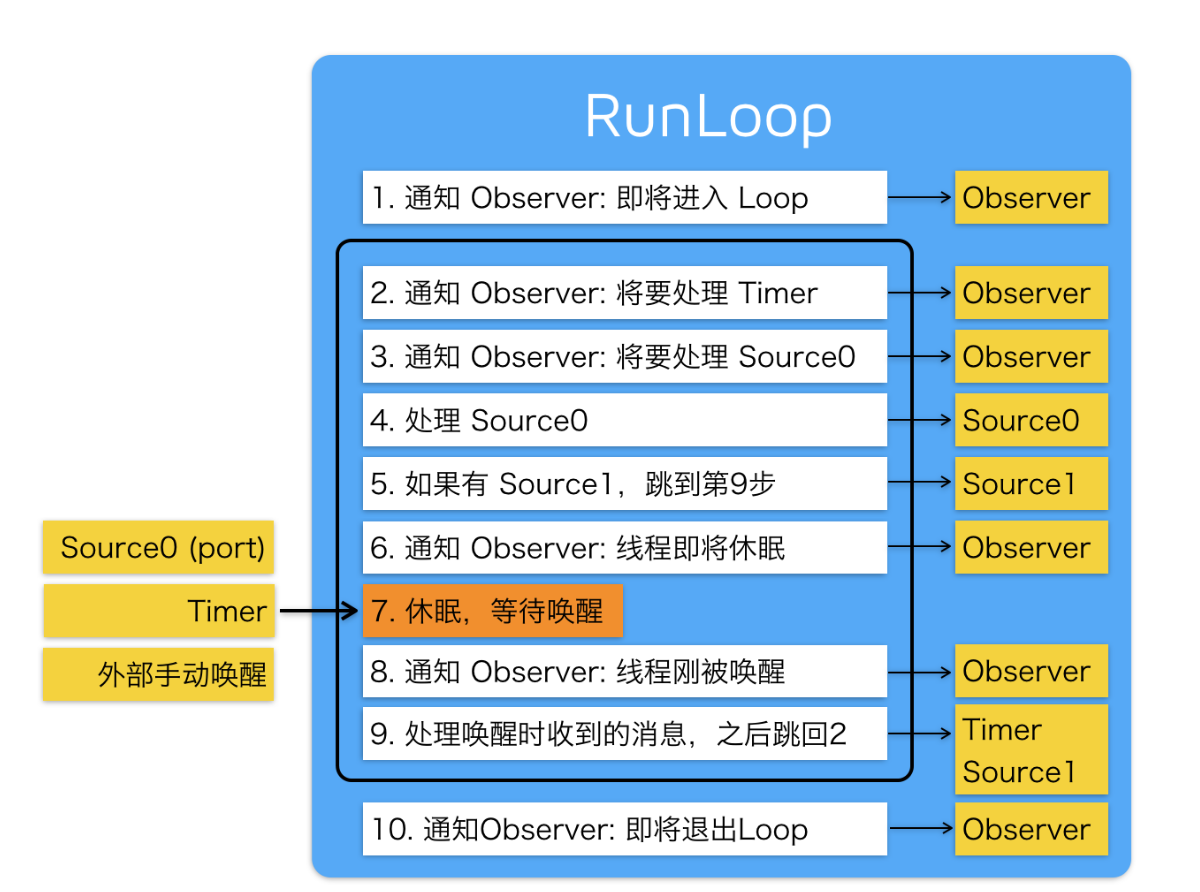 RunLoop
1. 通知 Observer: 即将进入 Loop
Observer
2. 通知 Observer: 将要处理 Timer
Observer
3. 通知 Observer: 将要处理 Source0
Observer
4. 处理 Source0
Source0
5. 如果有 Source1，跳到第9步
Source1
Source0 (port)
6. 通知 Observer: 线程即将休眠
Observer
Timer
7. 休眠，等待唤醒
外部手动唤醒
8. 通知 Observer: 线程刚被唤醒
Observer
9. 处理唤醒时收到的消息，之后跳回2
Timer
Source1
10. 通知Observer: 即将退出Loop
Observer